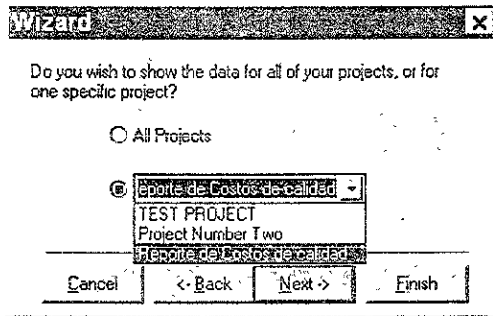 Wizard
Do you wish to show the data for all of your projects, or for
one specific project?
All Projects
eporte de Costos de calidad
TEST PROJECT
Project Number Two
Reporte de Costos de calidad
Cancel
<- Back
Next ->
Finish